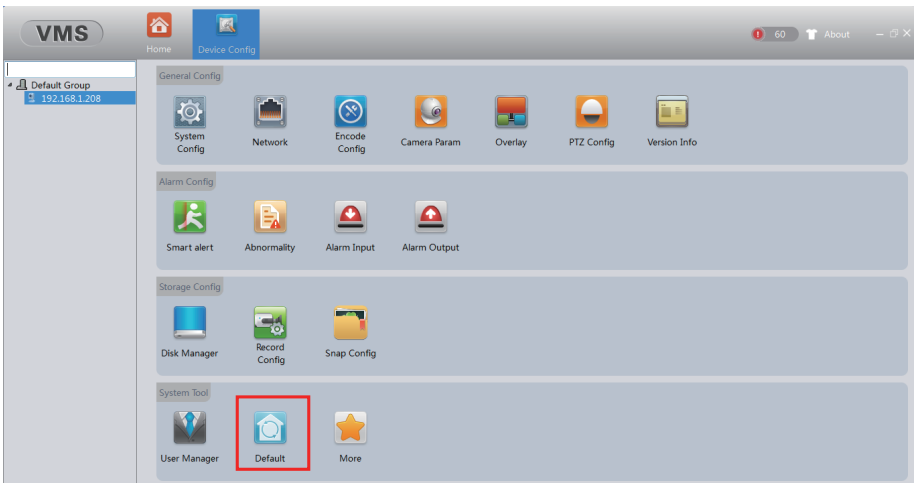 VMS
Home
Device Config
60
About
Default Group
192.168.1.208
General Config
System
Config
Network
Encode
Config
Camera Param
Overlay
PTZ Config
Version Info
Alarm Config
Smart alert
Abnormality
Alarm Input
Alarm Output
Storage Config
Disk Manager
Record
Config
Snap Config
System Tool
User Manager
Default
More